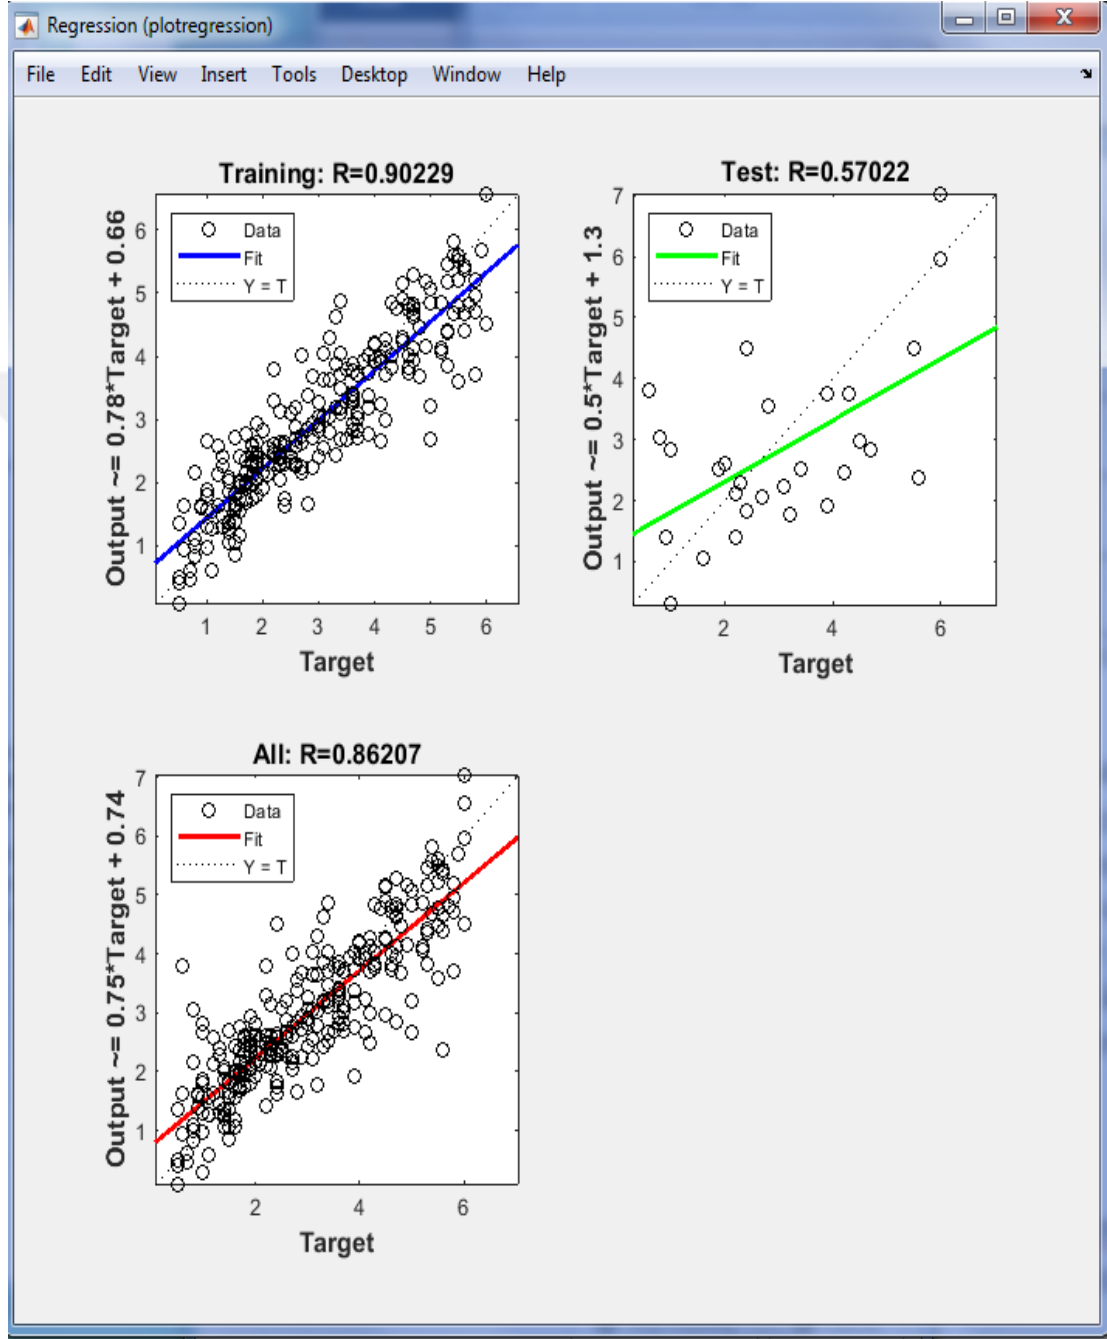 Regression (plotregression)
File Edit View Insert Tools Desktop Window Help
Training: R=0.90229
Output ~= 0.78*Target + 0.66
Data
Fit
Y = T
6
5
4
3
2
1
1 2 3 4 5 6
Target
Test: R=0.57022
Output ~= 0.5*Target + 1.3
Data
Fit
Y = T
7
6
5
4
3
2
1
2 4 6
Target
All: R=0.86207
Output ~= 0.75*Target + 0.74
Data
Fit
Y = T
7
6
5
4
3
2
1
2 4 6
Target